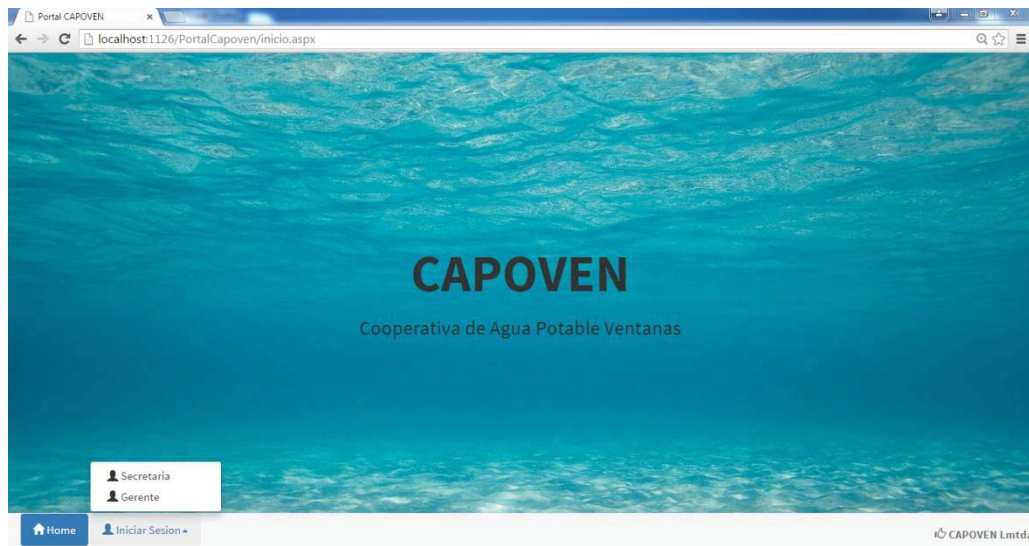 Portal CAPOVEN
localhost:1126/PortalCapoven/inicio.aspx
CAPOVEN
Cooperativa de Agua Potable Ventanas
Secretaria
Gerente
Home
Iniciar Sesion
CAPOVEN Lmtd